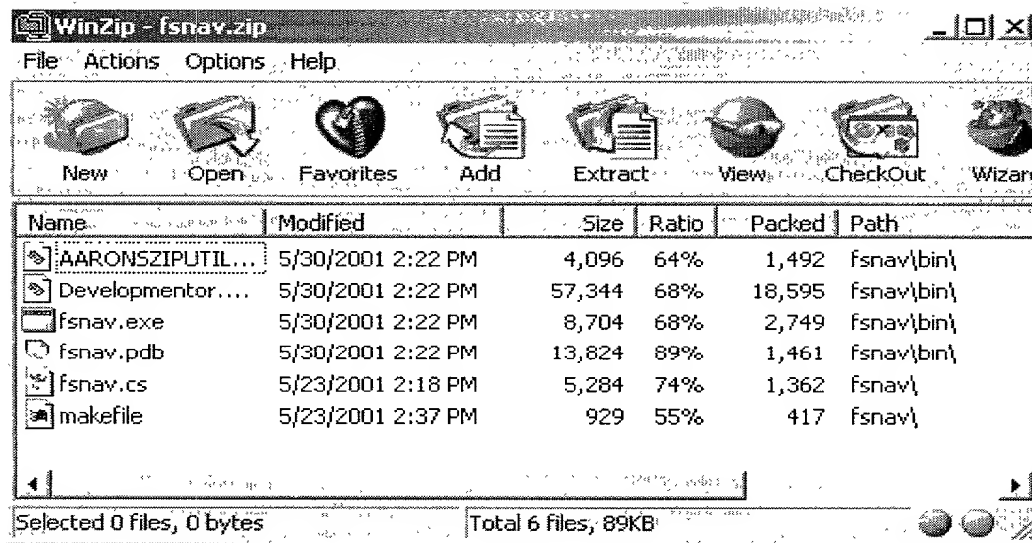 WinZip - fsnav.zip
File Actions Options Help
New Open Favorites Add Extract View CheckOut Wizar
Name Modified Size Ratio Packed Path
AARONSZIPUTIL... 5/30/2001 2:22 PM 4,096 64% 1,492 fsnav\bin\
Developmentor.... 5/30/2001 2:22 PM 57,344 68% 18,595 fsnav\bin\
fsnav.exe 5/30/2001 2:22 PM 8,704 68% 2,749 fsnav\bin\
fsnav.pdb 5/30/2001 2:22 PM 13,824 89% 1,461 fsnav\bin\
fsnav.cs 5/23/2001 2:18 PM 5,284 74% 1,362 fsnav\
makefile 5/23/2001 2:37 PM 929 55% 417 fsnav\
Selected 0 files, 0 bytes Total 6 files, 89KB